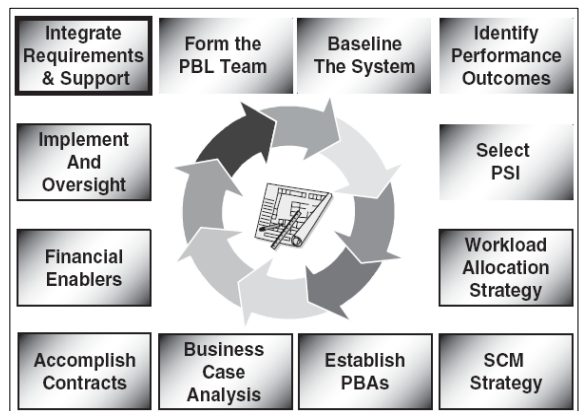 Integrate
Requirements
& Support
Form the
PBL Team
Baseline
The System
Identify
Performance
Outcomes
Implement
And
Oversight
Select
PSI
Financial
Enablers
Workload
Allocation
Strategy
Accomplish
Contracts
Business
Case
Analysis
Establish
PBAs
SCM
Strategy